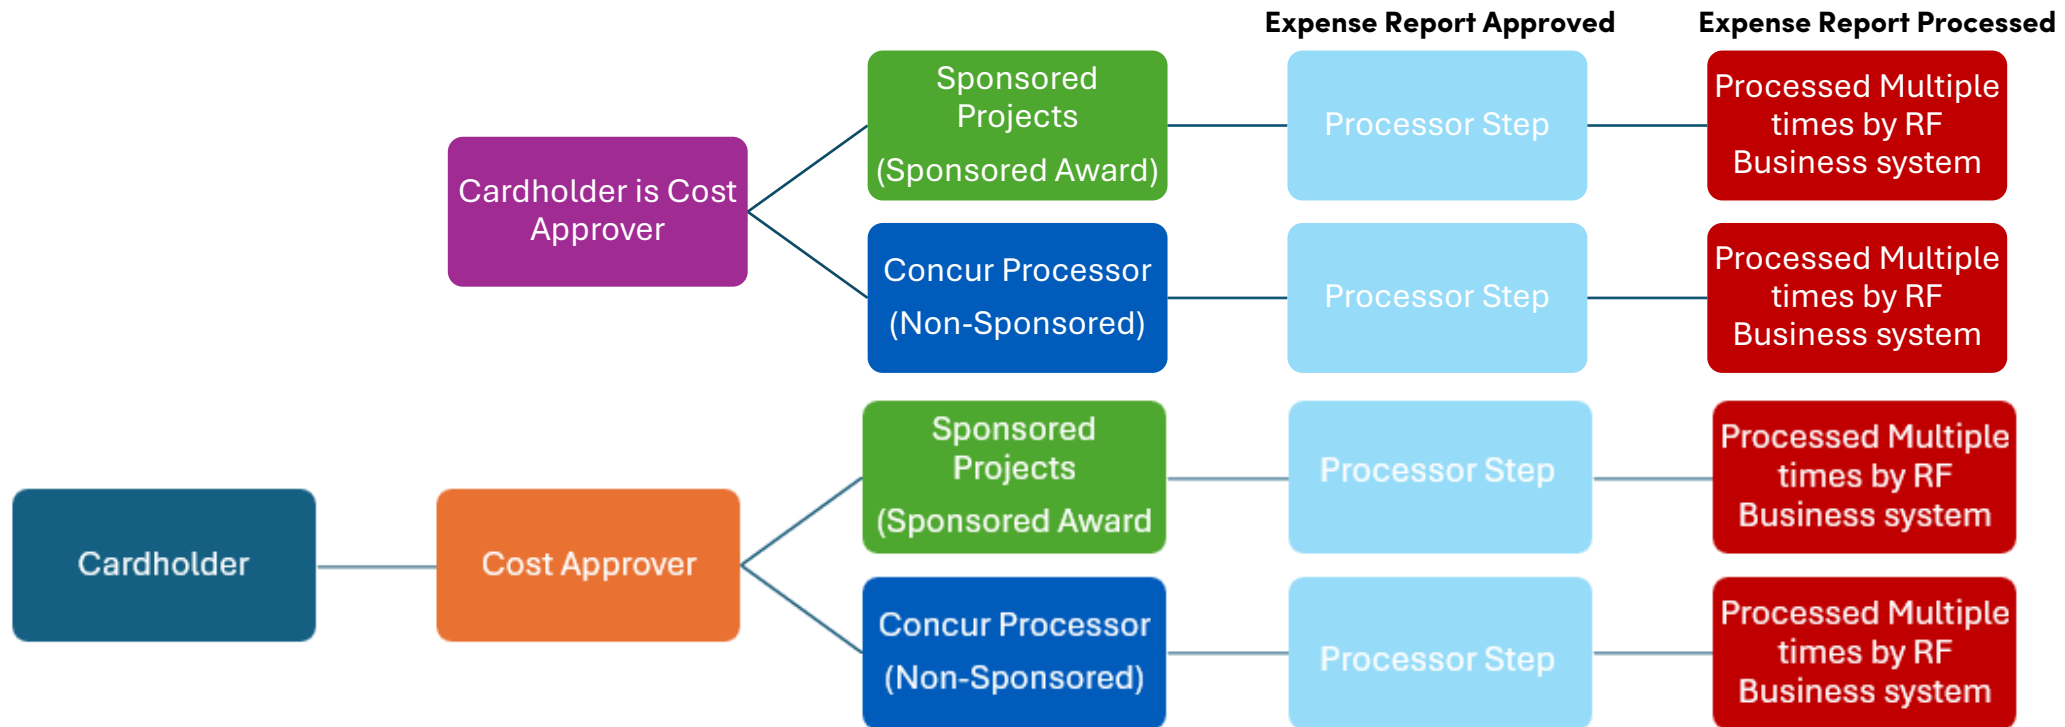 Expense Report Approved
Expense Report Processed
Cardholder is Cost
Approver
Sponsored
Projects
(Sponsored Award)
Processor Step
Processed Multiple
times by RF
Business system
Concur Processor
(Non-Sponsored)
Processor Step
Processed Multiple
times by RF
Business system
Cardholder
Cost Approver
Sponsored
Projects
(Sponsored Award
Processor Step
Processed Multiple
times by RF
Business system
Concur Processor
(Non-Sponsored)
Processor Step
Processed Multiple
times by RF
Business system